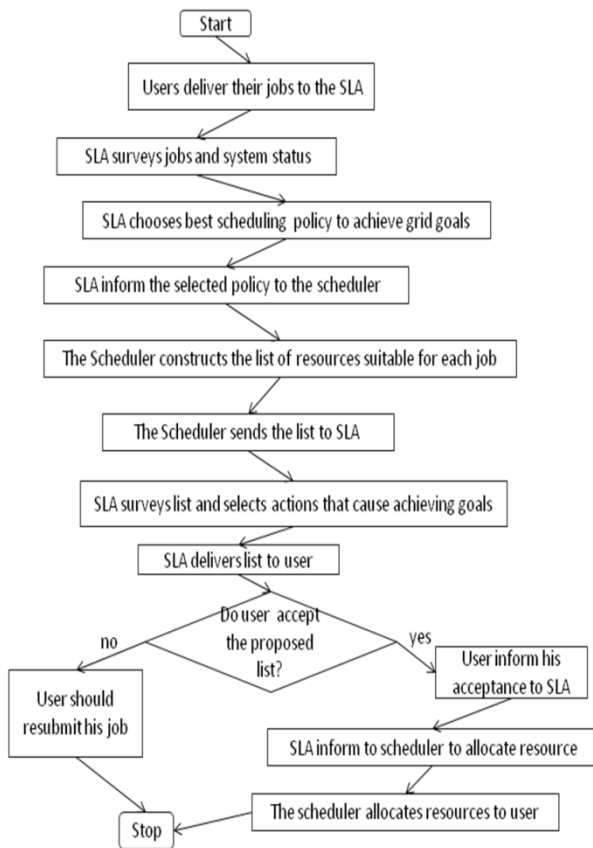 Start
Users deliver their jobs to the SLA
SLA surveys jobs and system status
SLA chooses best scheduling policy to achieve grid goals
SLA inform the selected policy to the scheduler
The Scheduler constructs the list of resources suitable for each job
The Scheduler sends the list to SLA
SLA surveys list and selects actions that cause achieving goals
SLA delivers list to user
Do user accept
the proposed
list?
no
yes
User should
resubmit his job
User inform his
acceptance to SLA
SLA inform to scheduler to allocate resource
The scheduler allocates resources to user
Stop